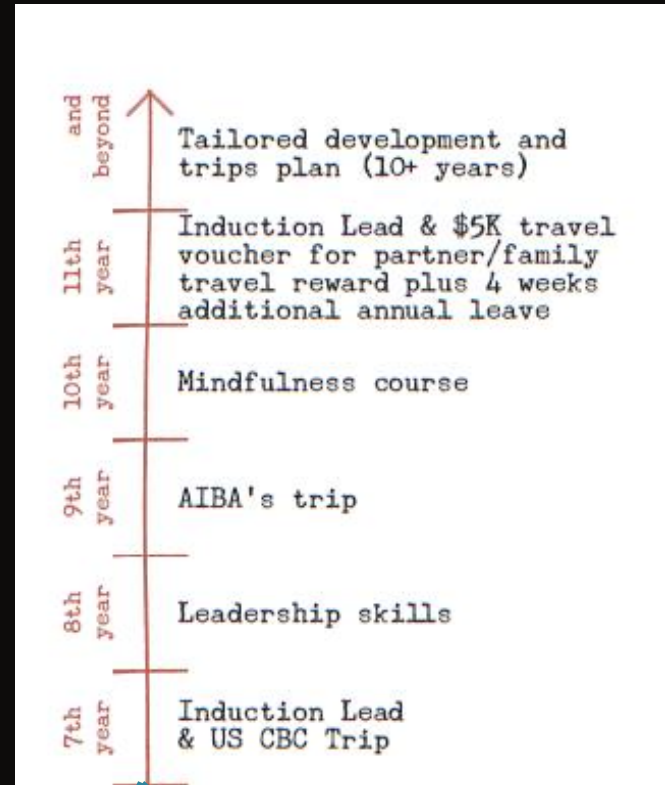 and
beyond
Tailored development and
trips plan (10+ years)
11th
year
Induction Lead & $5K travel
voucher for partner/family
travel reward plus 4 weeks
additional annual leave
10th
year
Mindfulness course
9th
year
AIBA's trip
8th
year
Leadership skills
7th
year
Induction Lead
& US CBC Trip